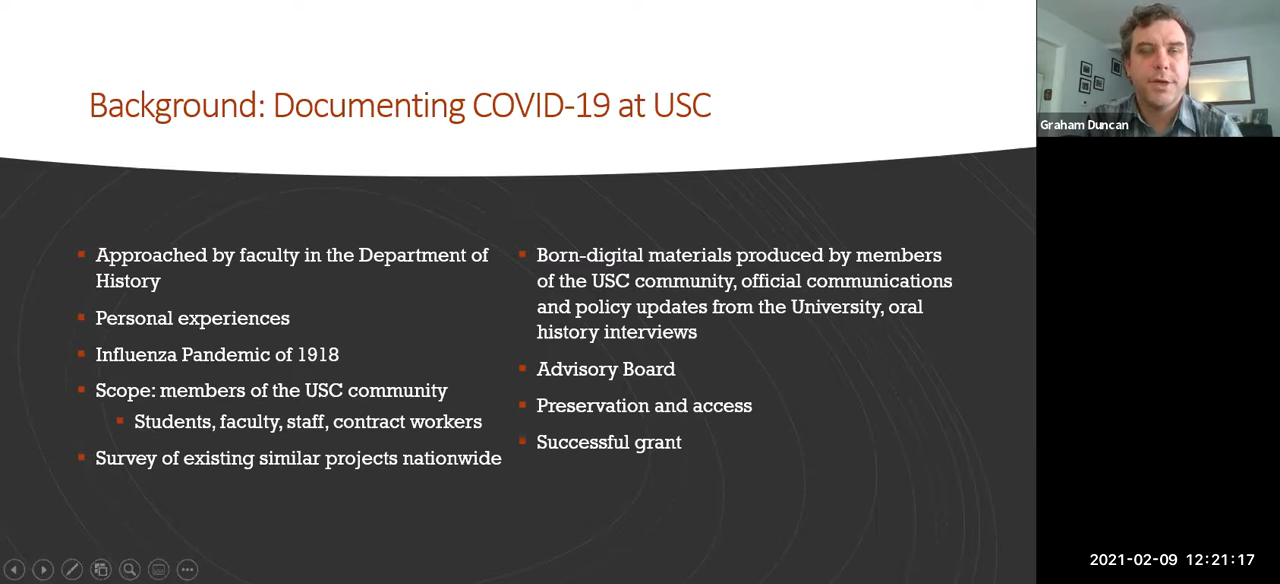 Background: Documenting COVID-19 at USC
Approached by faculty in the Department of
History
Personal experiences
Influenza Pandemic of 1918
Scope: members of the USC community
Students, faculty, staff, contract workers
Survey of existing similar projects nationwide
Born-digital materials produced by members
of the USC community, official communications
and policy updates from the University, oral
history interviews
Advisory Board
Preservation and access
Successful grant
Graham Duncan
2021-02-09 12:21:17